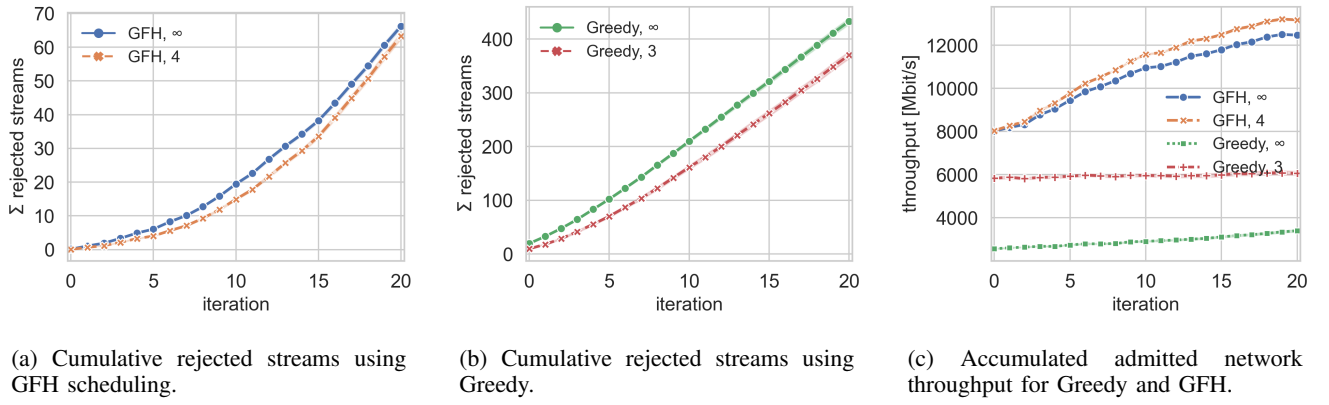 70
60
50
40
30
20
10
0
Σ rejected streams
GFH, ∞
GFH, 4
0
5
10
15
20
iteration
(a) Cumulative rejected streams using
GFH scheduling.
400
300
200
100
0
Σ rejected streams
Greedy, ∞
Greedy, 3
0
5
10
15
20
iteration
(b) Cumulative rejected streams using
Greedy.
12000
10000
8000
6000
4000
throughput [Mbit/s]
GFH, ∞
GFH, 4
Greedy, ∞
Greedy, 3
0
5
10
15
20
iteration
(c) Accumulated admitted network
throughput for Greedy and GFH.